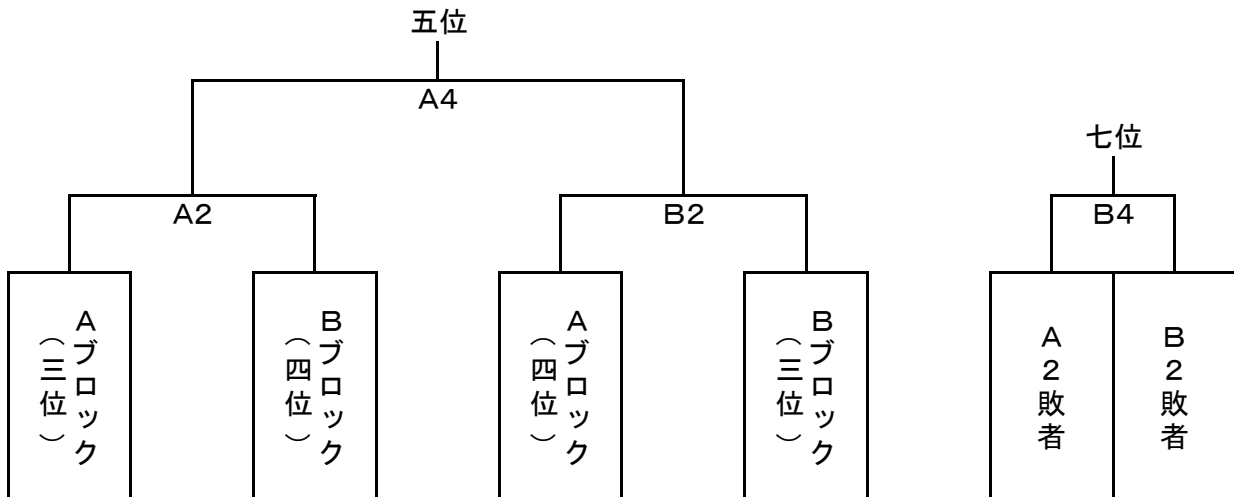 五位
A4
七位
A2
B2
B4
Aブロック
(三位)
Bブロック
(四位)
Aブロック
(四位)
Bブロック
(三位)
A2敗者
B2敗者